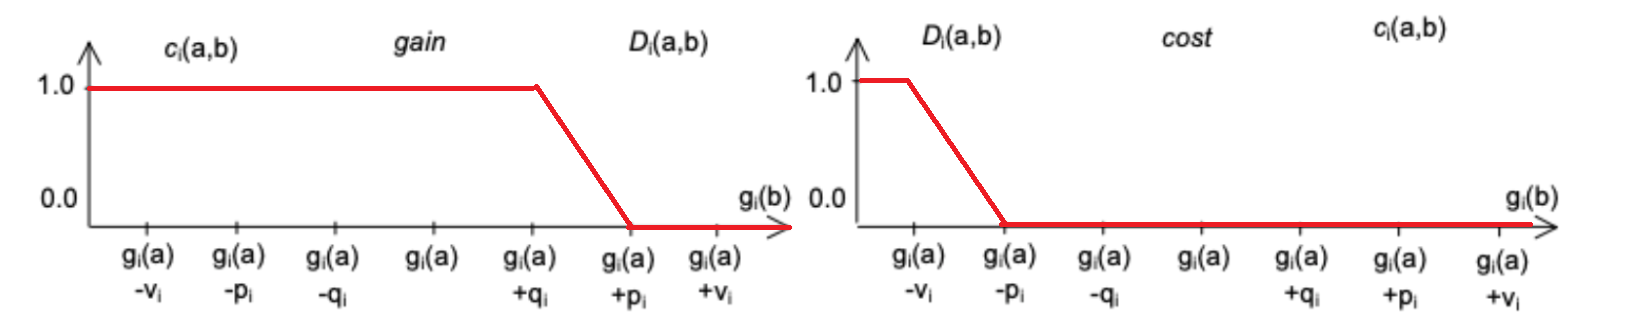 cᵢ(a,b) gain Dᵢ(a,b)
1.0
0.0
gᵢ(b)
gᵢ(a) gᵢ(a) gᵢ(a) gᵢ(a) gᵢ(a) gᵢ(a) gᵢ(a)
-vᵢ -pᵢ -qᵢ +qᵢ +pᵢ +vᵢ
Dᵢ(a,b) cost cᵢ(a,b)
1.0
0.0
gᵢ(b)
gᵢ(a) gᵢ(a) gᵢ(a) gᵢ(a) gᵢ(a) gᵢ(a) gᵢ(a)
-vᵢ -pᵢ -qᵢ +qᵢ +pᵢ +vᵢ